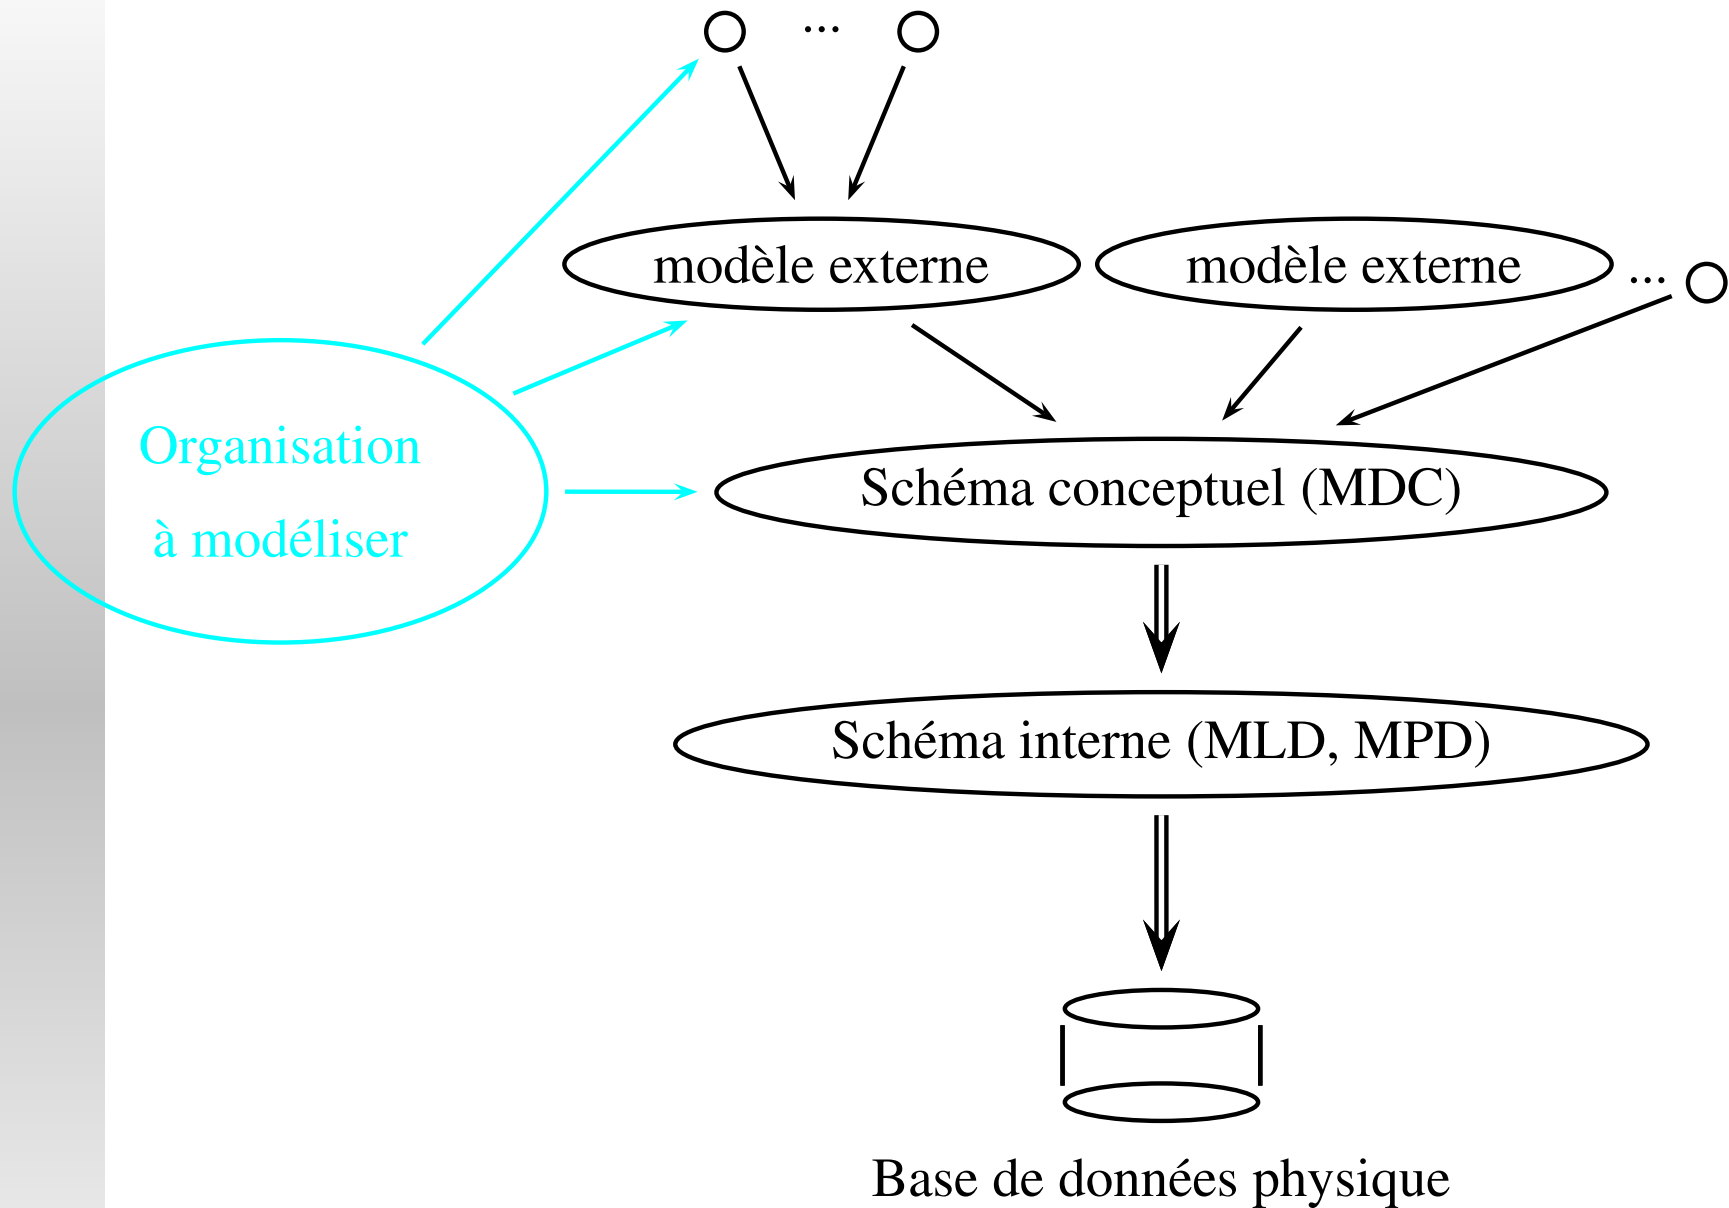 ...
modèle externe
modèle externe
...
Organisation
à modéliser
Schéma conceptuel (MDC)
Schéma interne (MLD, MPD)
Base de données physique